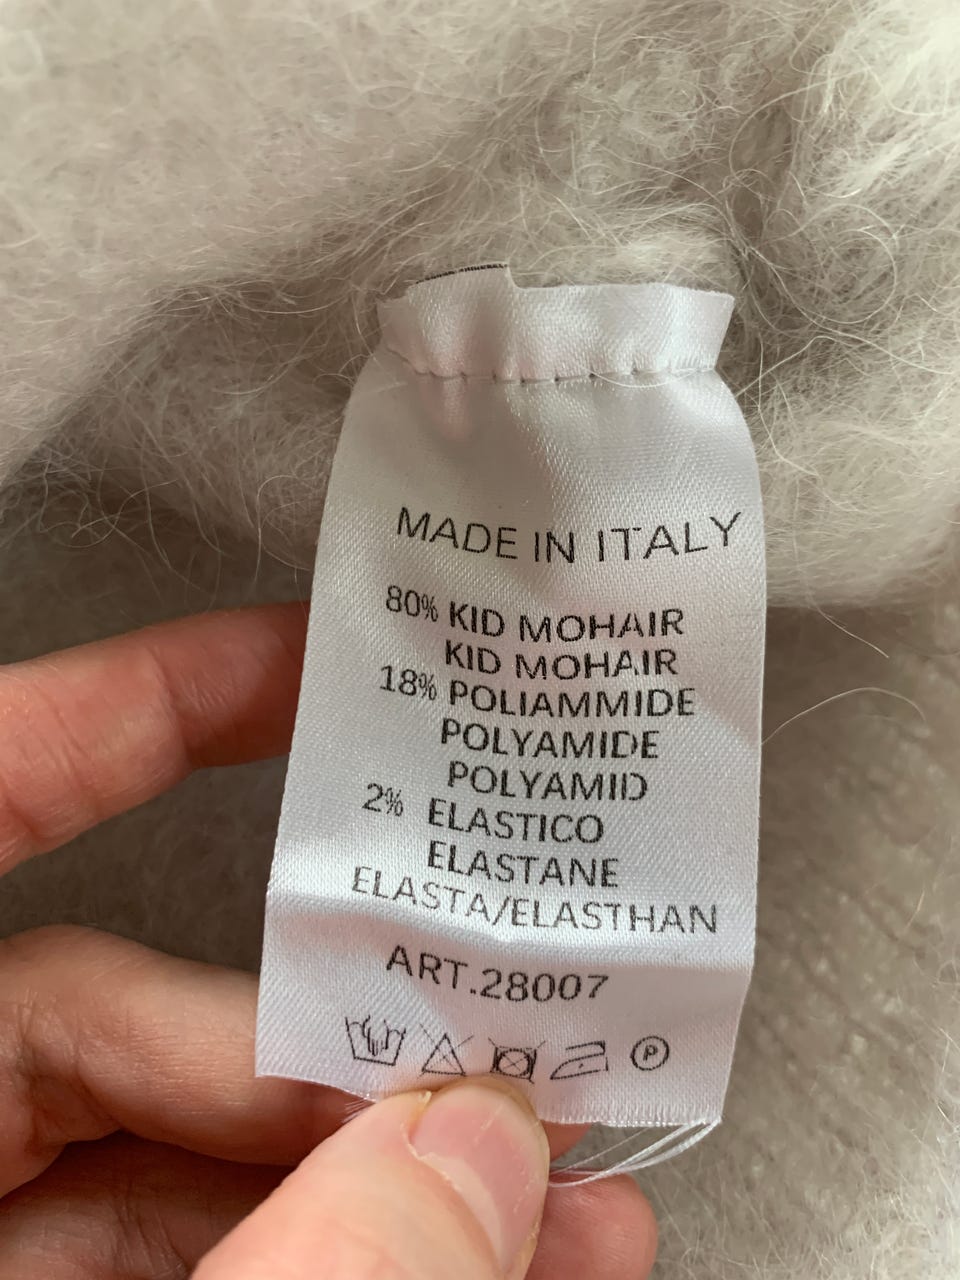 MADE IN ITALY
80% KID MOHAIR
KID MOHAIR
18% POLIAMMIDE
POLYAMIDE
POLYAMID
2% ELASTICO
ELASTANE
ELASTA/ELASTHAN
ART.28007
P